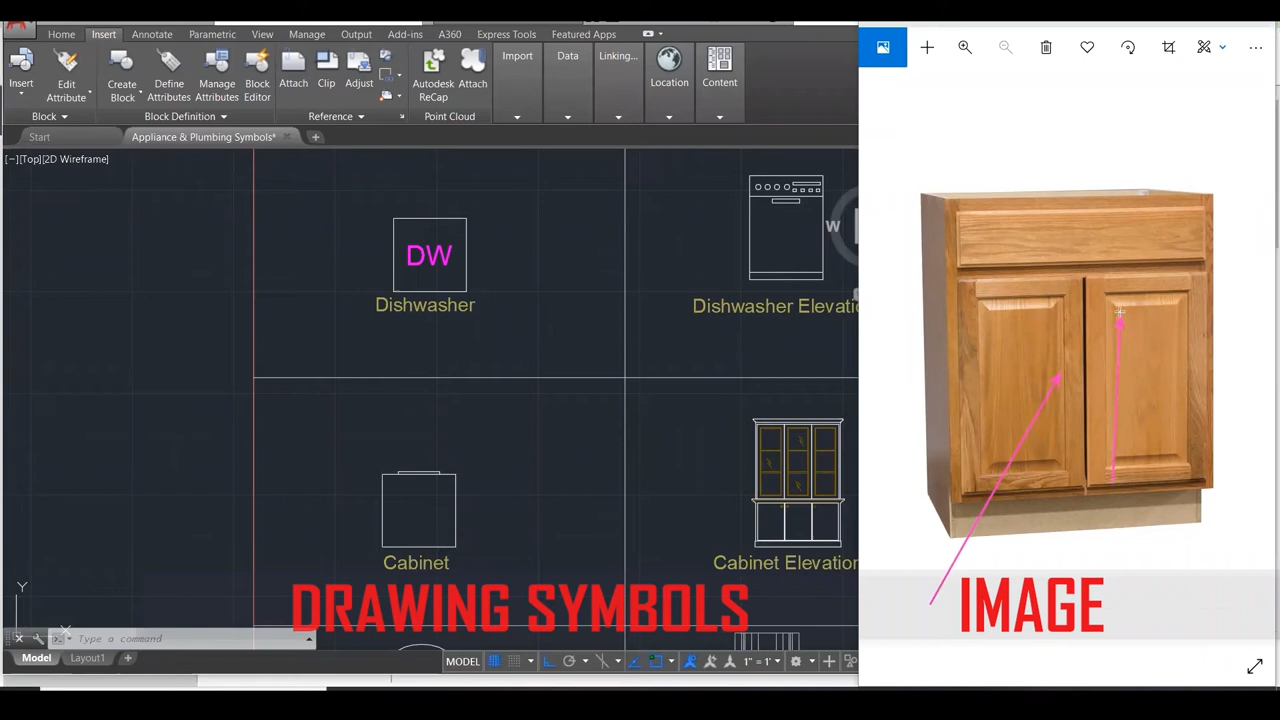 Home Insert Annotate Parametric View Manage Output Add-ins A360 Express Tools Featured Apps
Insert
Edit Attribute
Create Block
Define Attributes
Manage Attributes
Block Editor
Attach
Clip
Adjust
Autodesk ReCap
Attach
Import
Data
Linking...
Location
Content
Block
Block Definition
Reference
Point Cloud
Start
Appliance & Plumbing Symbols*
[−][Top][2D Wireframe]
W
DW
Dishwasher
Dishwasher Elevatio
Cabinet
Cabinet Elevation
DRAWING SYMBOLS
IMAGE
Y
X
Type a command
Model
Layout1
MODEL
1" = 1'